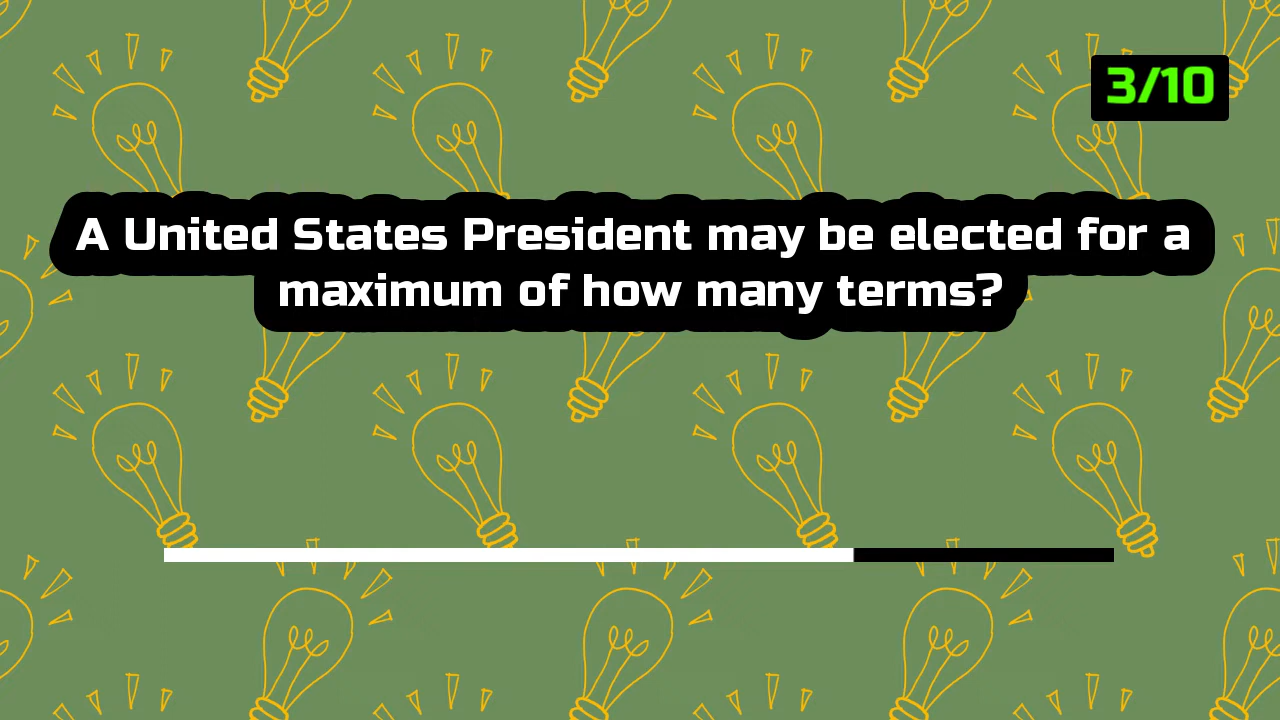 3/10
A United States President may be elected for a
maximum of how many terms?